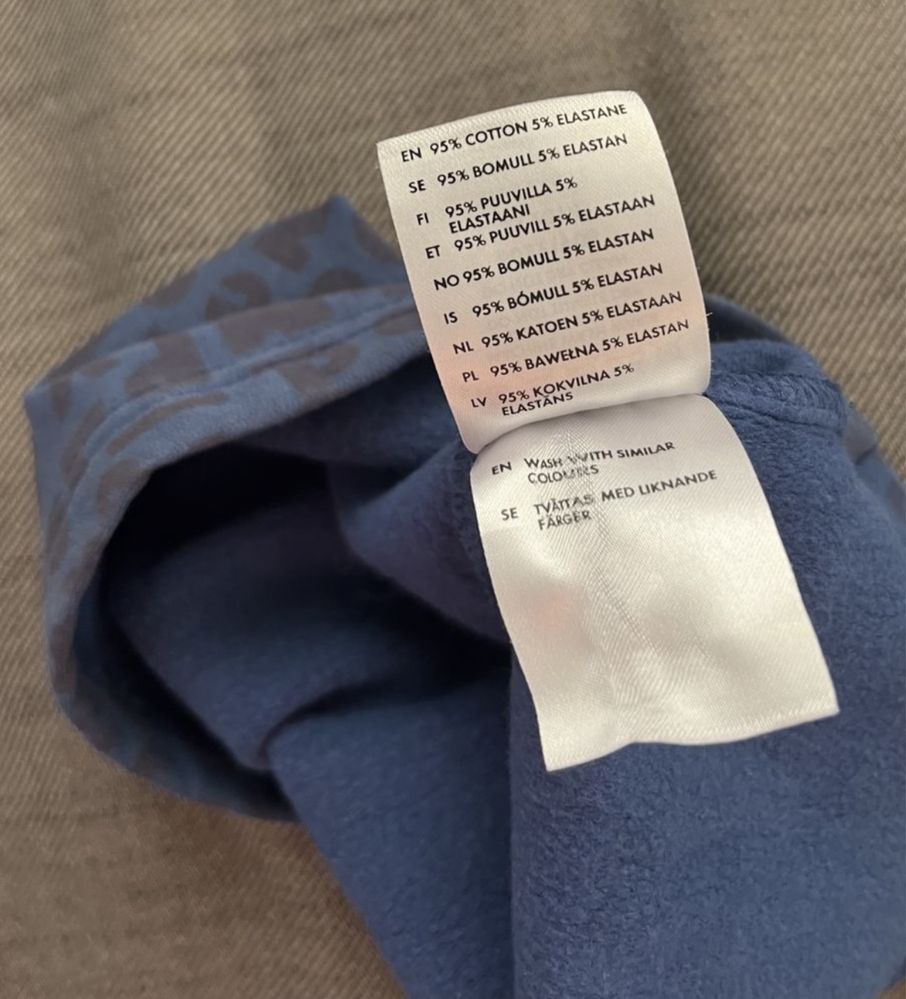 EN 95% COTTON 5% ELASTANE
SE 95% BOMULL 5% ELASTAN
FI 95% PUUVILLA 5%
ELASTAANI
ET 95% PUUVILL 5% ELASTAAN
NO 95% BOMULL 5% ELASTAN
IS 95% BÓMULL 5% ELASTAN
NL 95% KATOEN 5% ELASTAAN
PL 95% BAWEŁNA 5% ELASTAN
LV 95% KOKVILNA 5%
ELASTĀNS
EN WASH WITH SIMILAR
COLOURS
SE TVÄTTAS MED LIKNANDE
FÄRGER